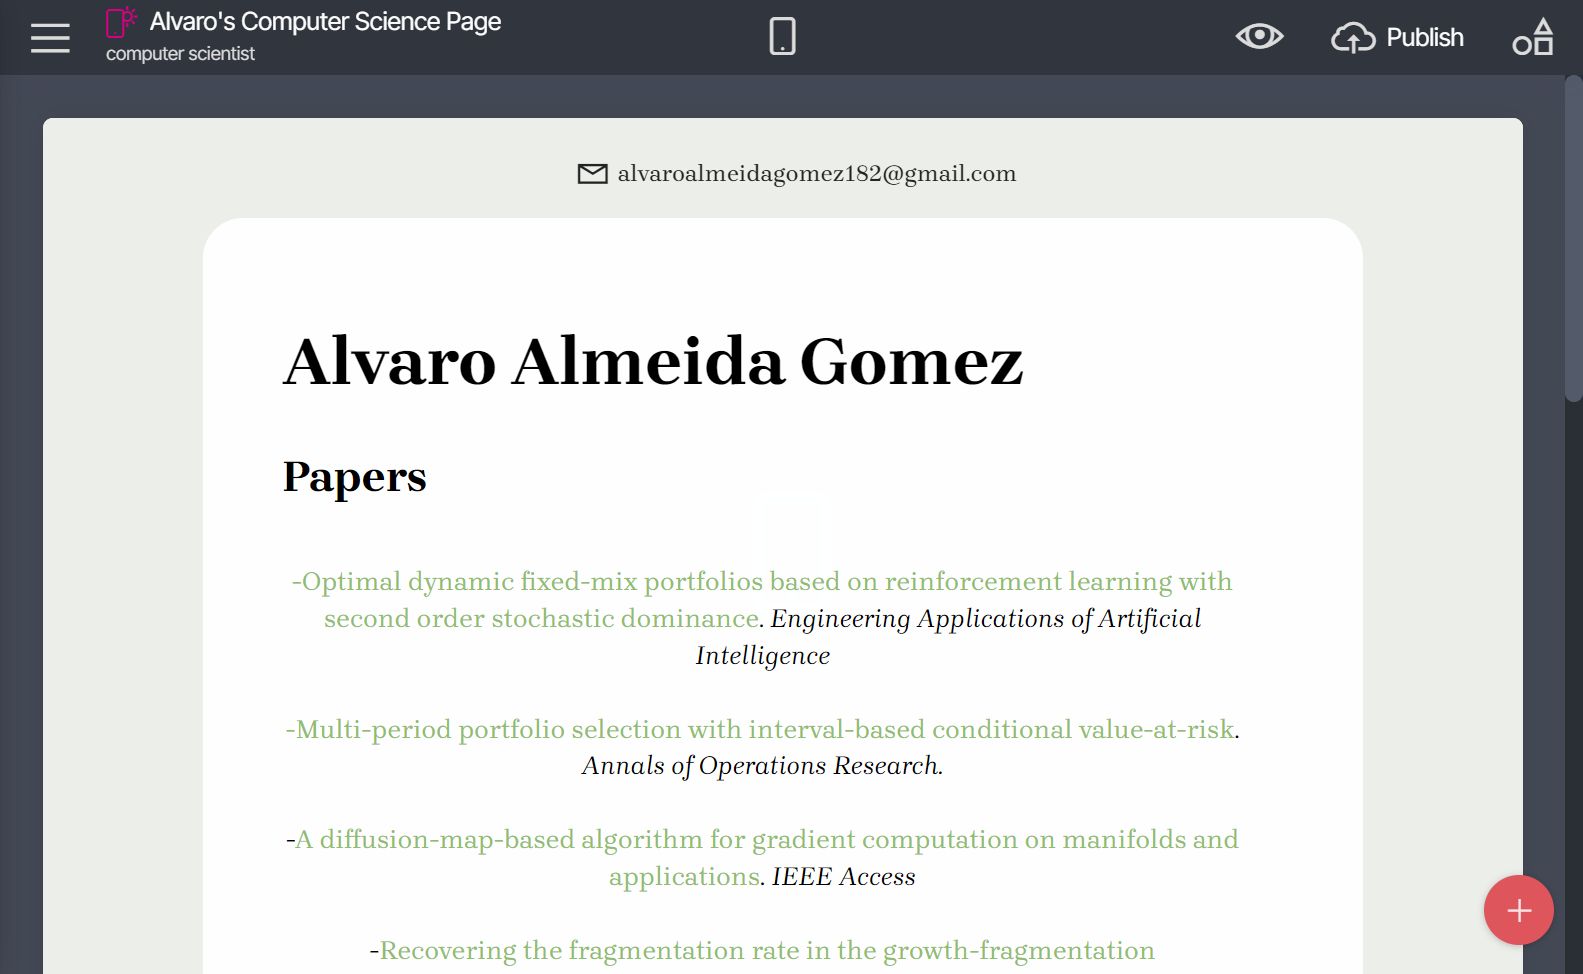 Alvaro's Computer Science Page
computer scientist
Publish
alvaroalmeidagomez182@gmail.com
Alvaro Almeida Gomez
Papers
-Optimal dynamic fixed-mix portfolios based on reinforcement learning with
second order stochastic dominance. Engineering Applications of Artificial
Intelligence
-Multi-period portfolio selection with interval-based conditional value-at-risk.
Annals of Operations Research.
-A diffusion-map-based algorithm for gradient computation on manifolds and
applications. IEEE Access
-Recovering the fragmentation rate in the growth-fragmentation